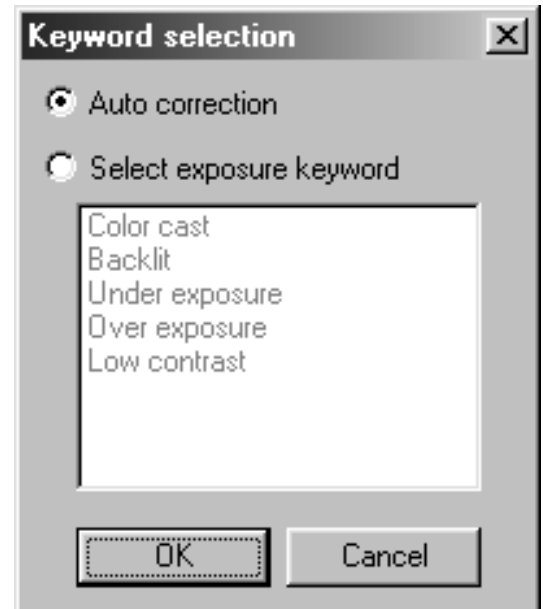 Keyword selection
Auto correction
Select exposure keyword
Color cast
Backlit
Under exposure
Over exposure
Low contrast
OK Cancel